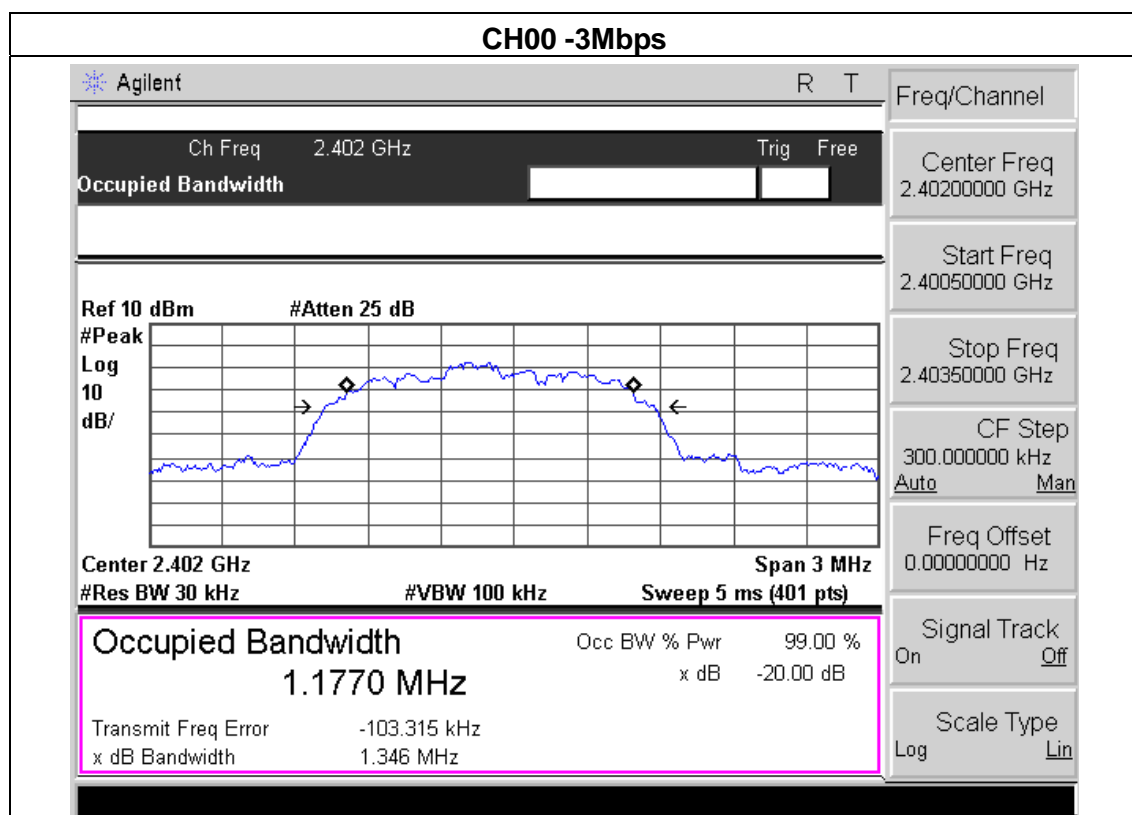 CH00 -3Mbps
Agilent R T
Ch Freq 2.402 GHz Trig Free
Occupied Bandwidth
Ref 10 dBm #Atten 25 dB
#Peak
Log
10
dB/
Center 2.402 GHz Span 3 MHz
#Res BW 30 kHz #VBW 100 kHz Sweep 5 ms (401 pts)
Occupied Bandwidth Occ BW % Pwr 99.00 %
1.1770 MHz x dB -20.00 dB
Transmit Freq Error -103.315 kHz
x dB Bandwidth 1.346 MHz
Freq/Channel
Center Freq
2.40200000 GHz
Start Freq
2.40050000 GHz
Stop Freq
2.40350000 GHz
CF Step
300.000000 kHz
Auto Man
Freq Offset
0.00000000 Hz
Signal Track
On Off
Scale Type
Log Lin